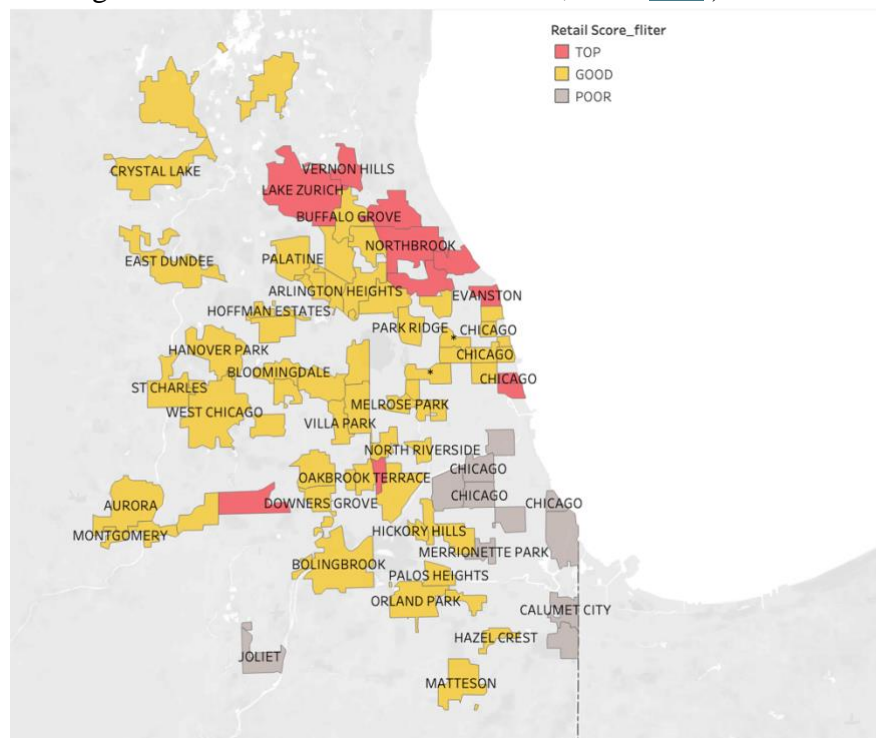 Retail Score_fliter
TOP
GOOD
POOR
CRYSTAL LAKE
VERNON HILLS
LAKE ZURICH
BUFFALO GROVE
NORTHBROOK
EAST DUNDEE
PALATINE
ARLINGTON HEIGHTS
EVANSTON
HOFFMAN ESTATES
PARK RIDGE
CHICAGO
*
HANOVER PARK
CHICAGO
BLOOMINGDALE
*
CHICAGO
ST CHARLES
WEST CHICAGO
MELROSE PARK
VILLA PARK
NORTH RIVERSIDE
CHICAGO
OAKBROOK TERRACE
CHICAGO
AURORA
DOWNERS GROVE
CHICAGO
MONTGOMERY
HICKORY HILLS
MERRIONETTE PARK
BOLINGBROOK
PALOS HEIGHTS
ORLAND PARK
CALUMET CITY
HAZEL CREST
JOLIET
MATTESON